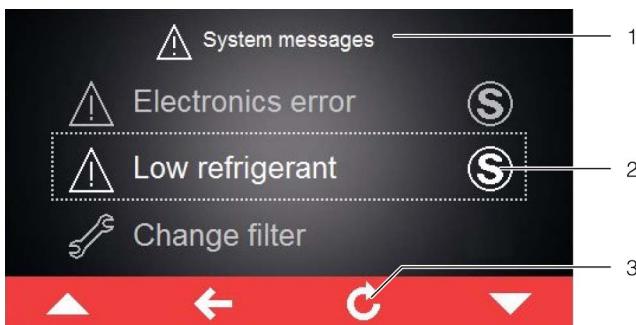 System messages
1
Electronics error
S
Low refrigerant
S
2
Change filter
3